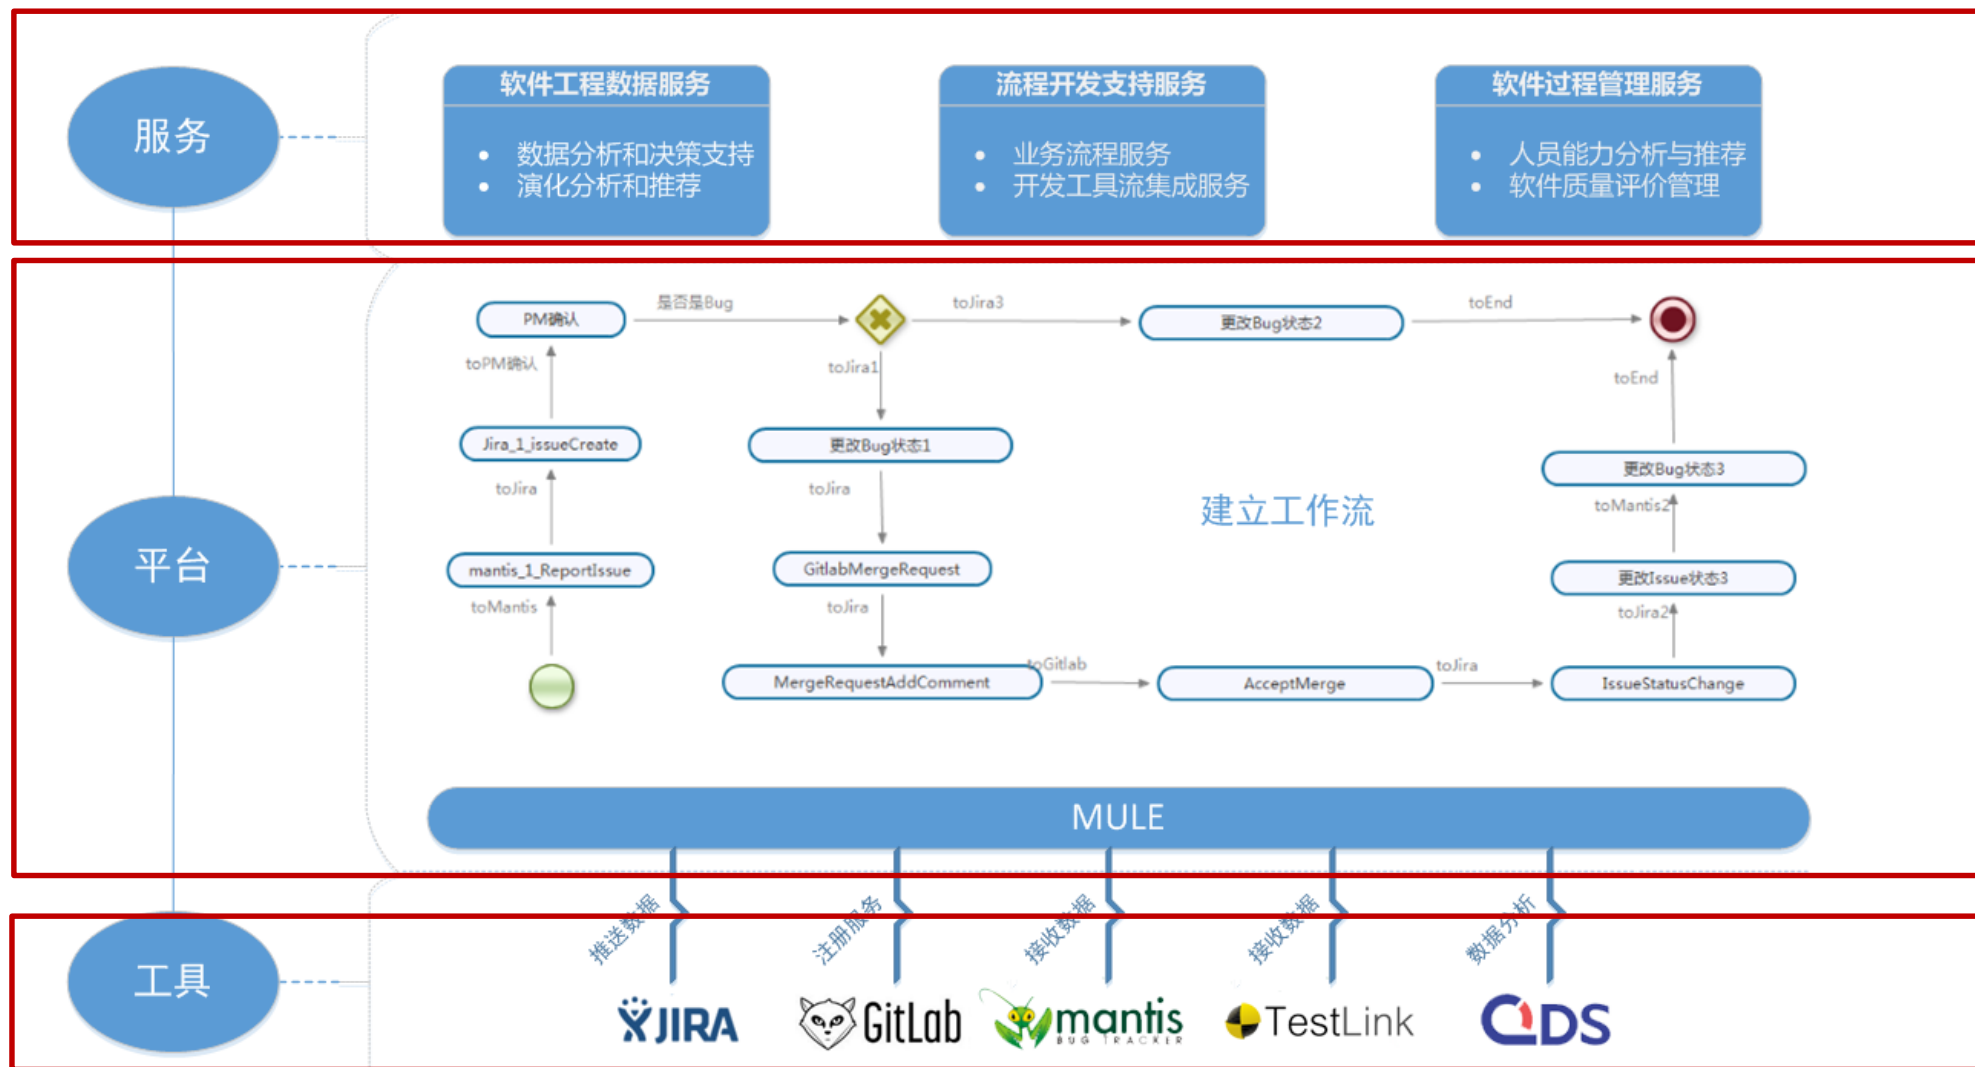 服务
软件工程数据服务
• 数据分析和决策支持
• 演化分析和推荐
流程开发支持服务
• 业务流程服务
• 开发工具流集成服务
软件过程管理服务
• 人员能力分析与推荐
• 软件质量评价管理
平台
PM确认
是否是Bug
toJira3
更改Bug状态2
toEnd
toPM确认
toJira1
toEnd
Jira_1_issueCreate
更改Bug状态1
更改Bug状态3
toJira
toJira
建立工作流
toMantis2
mantis_1_ReportIssue
GitlabMergeRequest
更改Issue状态3
toMantis
toJira
toJira2
MergeRequestAddComment
toGitlab
AcceptMerge
toJira
IssueStatusChange
MULE
工具
推送数据
注册服务
接收数据
接收数据
数据分析
JIRA
GitLab
mantis
BUG TRACKER
TestLink
QDS